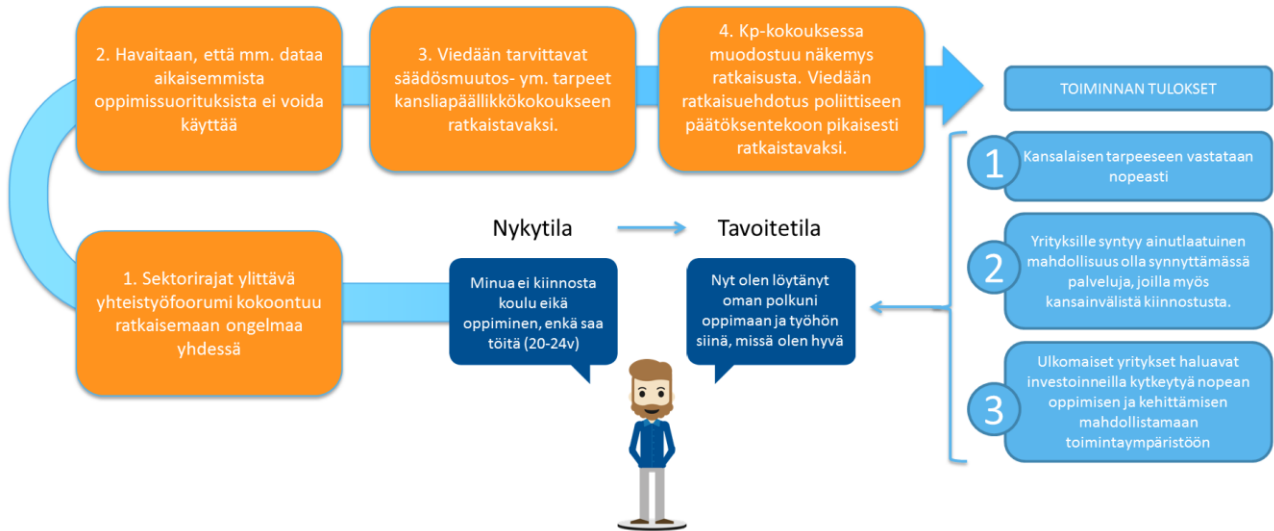 2. Havaitaan, että mm. dataa
aikaisemmista
oppimissuorituksista ei voida
käyttää
3. Viedään tarvittavat
säädösmuutos- ym. tarpeet
kansliapäällikkökokoukseen
ratkaistavaksi.
4. Kp-kokouksessa
muodostuu näkemys
ratkaisusta. Viedään
ratkaisuehdotus poliittiseen
päätöksentekoon pikaisesti
ratkaistavaksi.
TOIMINNAN TULOKSET
1
Kansalaisen tarpeeseen vastataan
nopeasti
2
Yrityksille syntyy ainutlaatuinen
mahdollisuus olla synnyttämässä
palveluja, joilla myös
kansainvälistä kiinnostusta.
3
Ulkomaiset yritykset haluavat
investoinneilla kytkeytyä nopean
oppimisen ja kehittämisen
mahdollistamaan
toimintaympäristöön
1. Sektorirajat ylittävä
yhteistyöfoorumi kokoontuu
ratkaisemaan ongelmaa
yhdessä
Nykytila
Tavoitetila
Minua ei kiinnosta
koulu eikä
oppiminen, enkä saa
töitä (20-24v)
Nyt olen löytänyt
oman polkuni
oppimaan ja työhön
siinä, missä olen hyvä